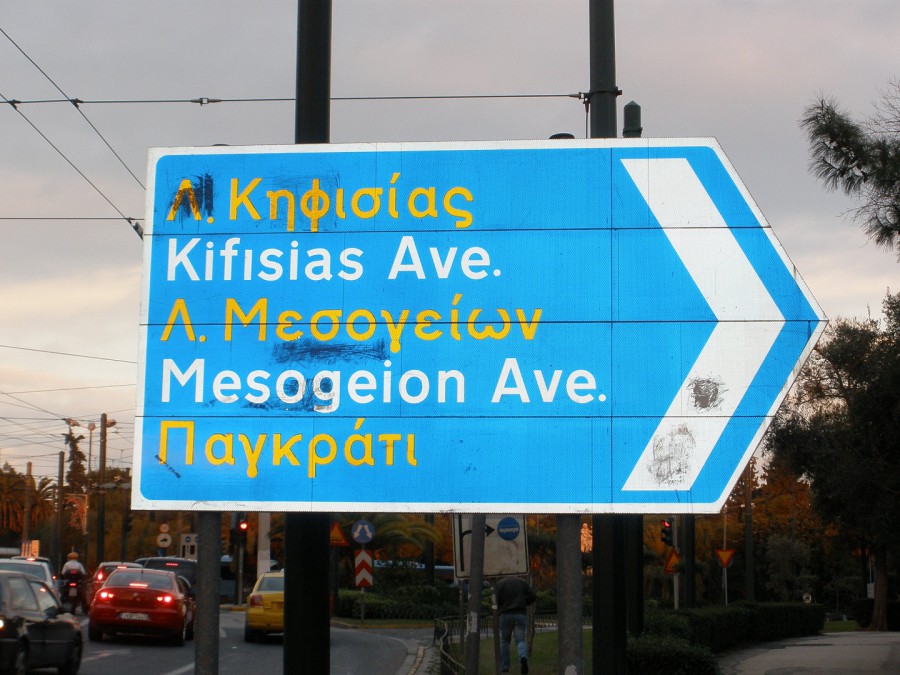 Λ. Κηφισίας
Kifisias Ave.
Λ. Μεσογείων
Mesogeion Ave.
Παγκράτι